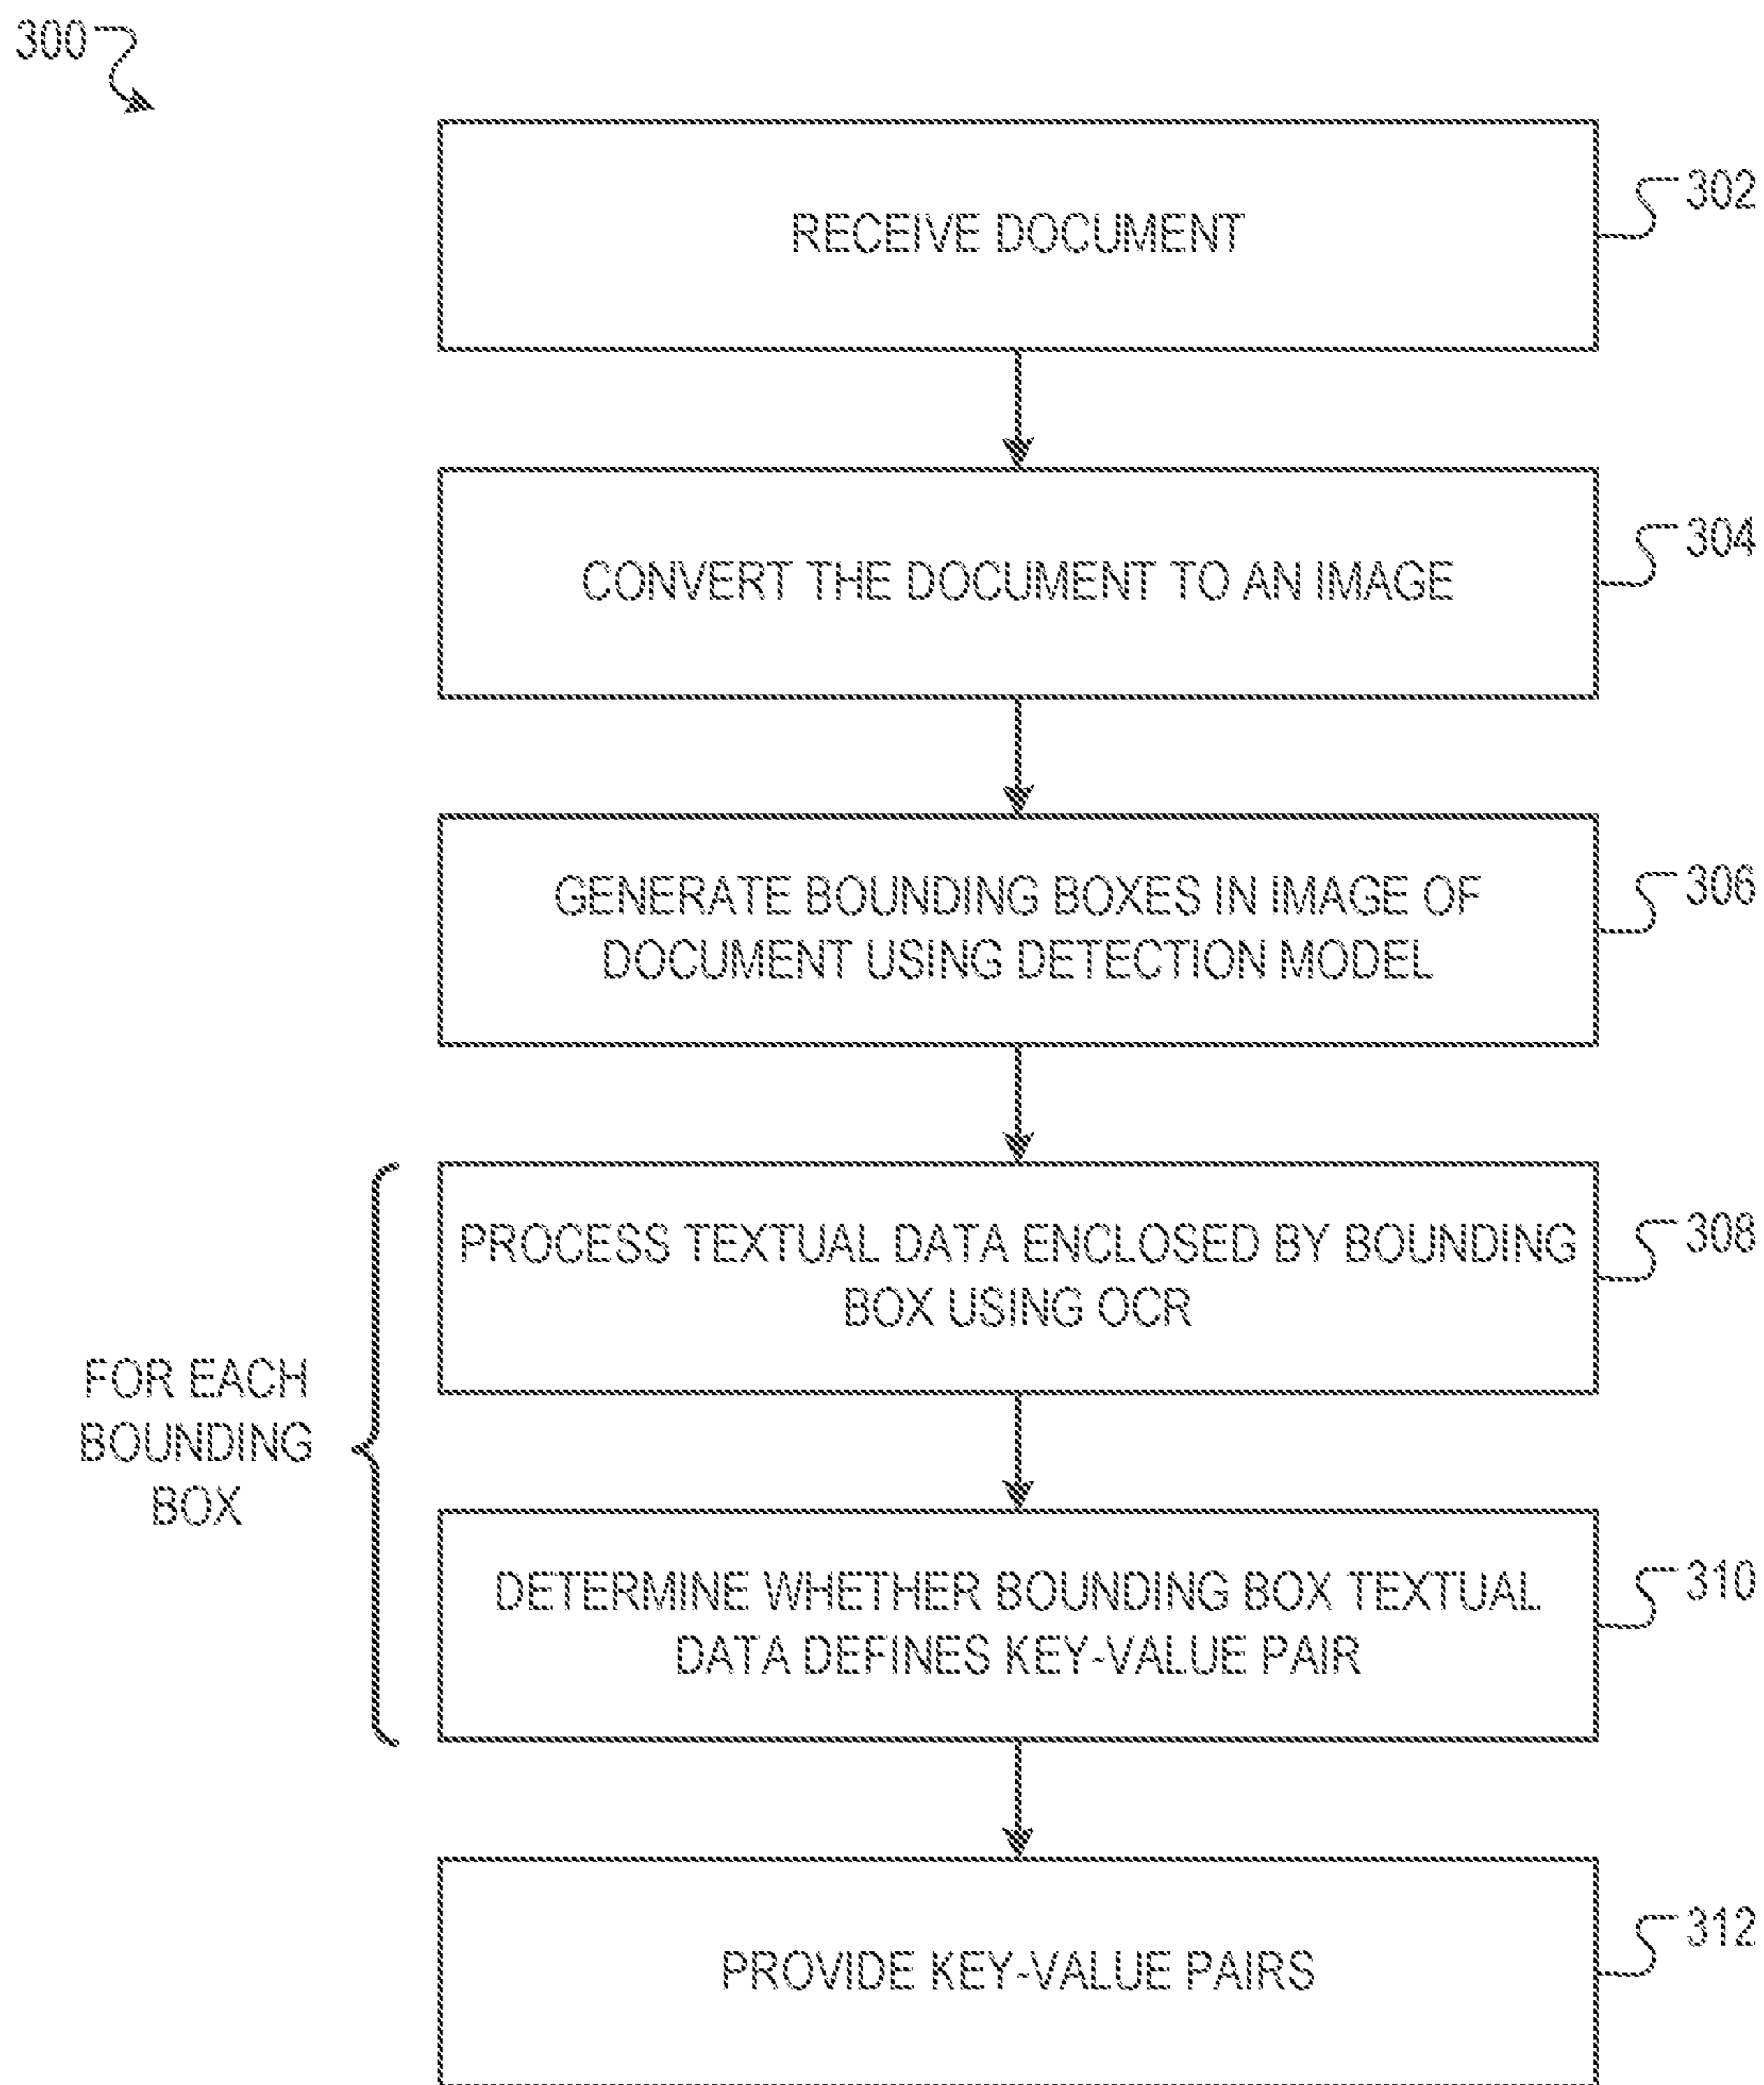 300
RECEIVE DOCUMENT
302
CONVERT THE DOCUMENT TO AN IMAGE
304
GENERATE BOUNDING BOXES IN IMAGE OF
DOCUMENT USING DETECTION MODEL
306
PROCESS TEXTUAL DATA ENCLOSED BY BOUNDING
BOX USING OCR
308
FOR EACH
BOUNDING
BOX
DETERMINE WHETHER BOUNDING BOX TEXTUAL
DATA DEFINES KEY-VALUE PAIR
310
PROVIDE KEY-VALUE PAIRS
312